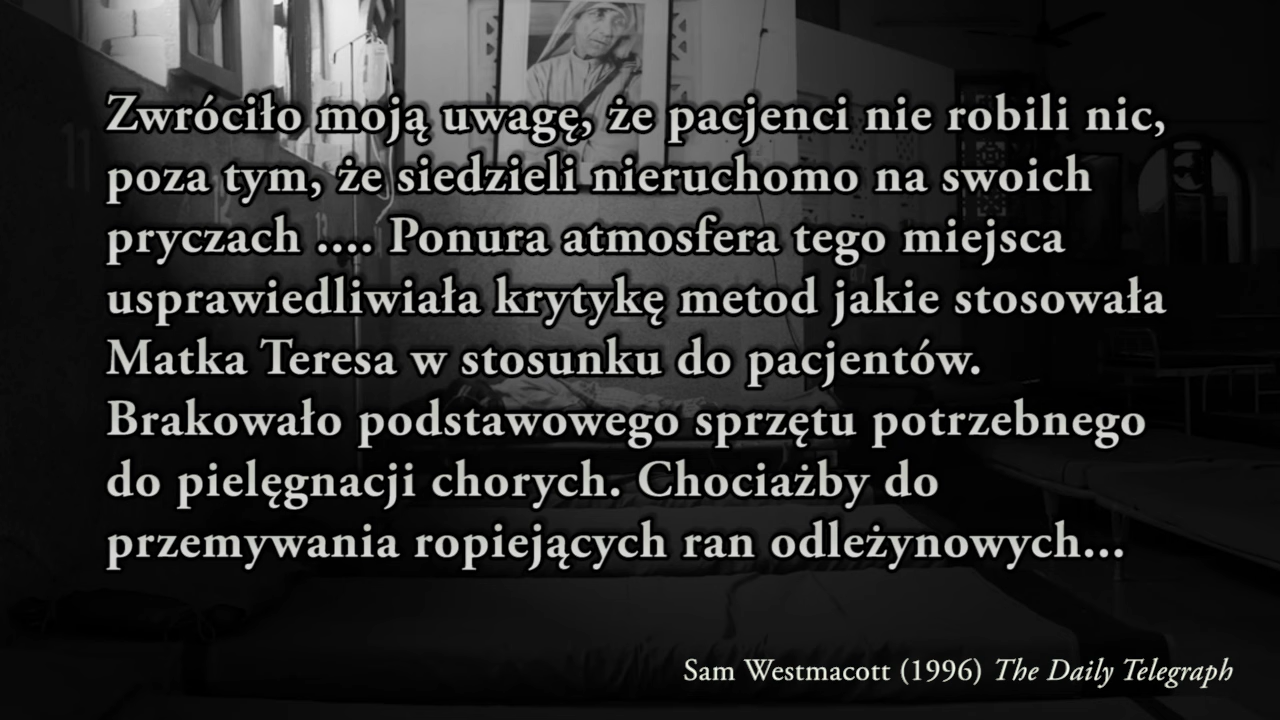 Zwróciło moją uwagę, że pacjenci nie robili nic,
poza tym, że siedzieli nieruchomo na swoich
pryczach .... Ponura atmosfera tego miejsca
usprawiedliwiała krytykę metod jakie stosowała
Matka Teresa w stosunku do pacjentów.
Brakowało podstawowego sprzętu potrzebnego
do pielęgnacji chorych. Chociażby do
przemywania ropiejących ran odleżynowych...
Sam Westmacott (1996) The Daily Telegraph